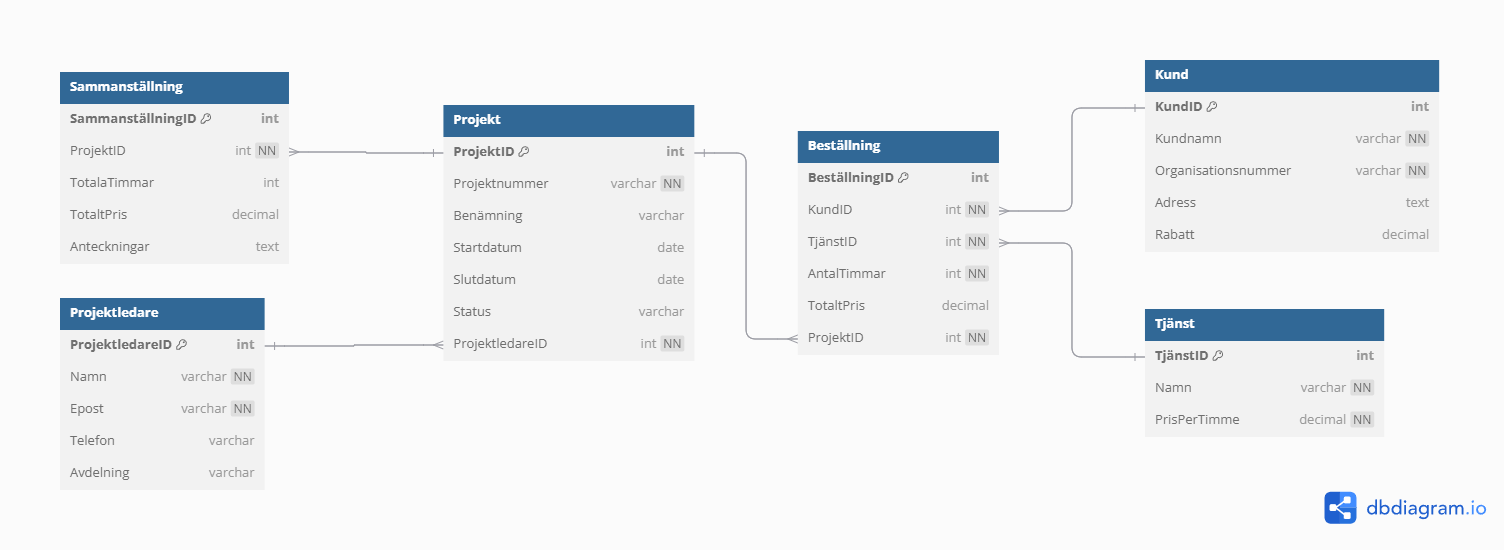 Sammanställning
SammanställningID int
ProjektID int NN
TotalaTimmar int
TotaltPris decimal
Anteckningar text
Projektledare
ProjektledareID int
Namn varchar NN
Epost varchar NN
Telefon varchar
Avdelning varchar
Projekt
ProjektID int
Projektnummer varchar NN
Benämning varchar
Startdatum date
Slutdatum date
Status varchar
ProjektledareID int NN
Beställning
BeställningID int
KundID int NN
TjänstID int NN
AntalTimmar int NN
TotaltPris decimal
ProjektID int NN
Kund
KundID int
Kundnamn varchar NN
Organisationsnummer varchar NN
Adress text
Rabatt decimal
Tjänst
TjänstID int
Namn varchar NN
PrisPerTimme decimal NN
dbdiagram.io